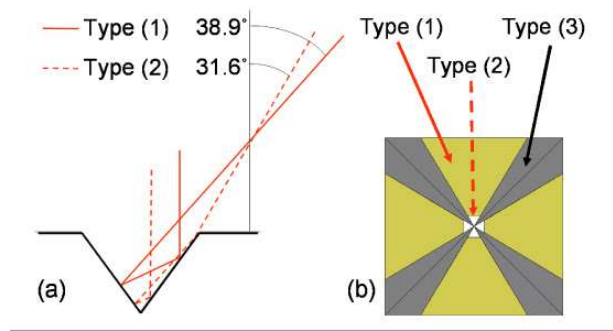 Type (1) 38.9°
Type (2) 31.6°
(a)
Type (1)
Type (2)
Type (3)
(b)